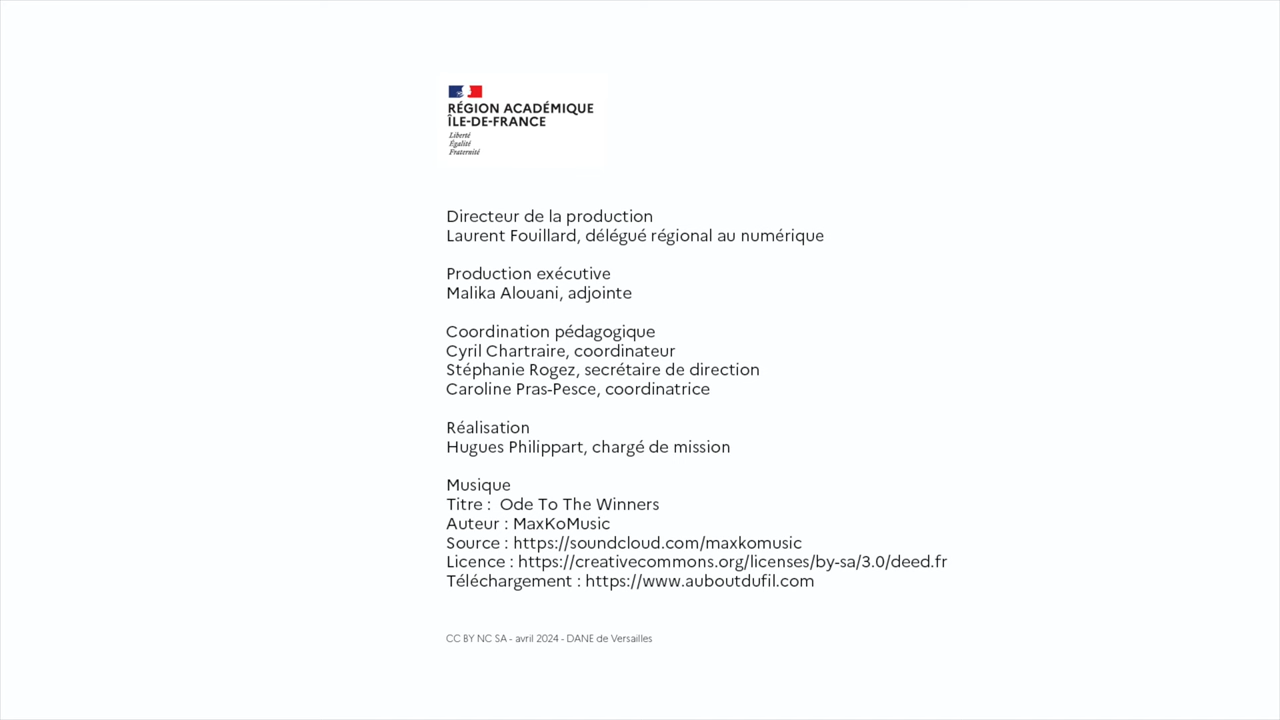 RÉGION ACADÉMIQUE
ÎLE-DE-FRANCE
Liberté
Égalité
Fraternité
Directeur de la production
Laurent Fouillard, délégué régional au numérique
Production exécutive
Malika Alouani, adjointe
Coordination pédagogique
Cyril Chartraire, coordinateur
Stéphanie Rogez, secrétaire de direction
Caroline Pras-Pesce, coordinatrice
Réalisation
Hugues Philippart, chargé de mission
Musique
Titre :  Ode To The Winners
Auteur : MaxKoMusic
Source : https://soundcloud.com/maxkomusic
Licence : https://creativecommons.org/licenses/by-sa/3.0/deed.fr
Téléchargement : https://www.auboutdufil.com
CC BY NC SA - avril 2024 - DANE de Versailles